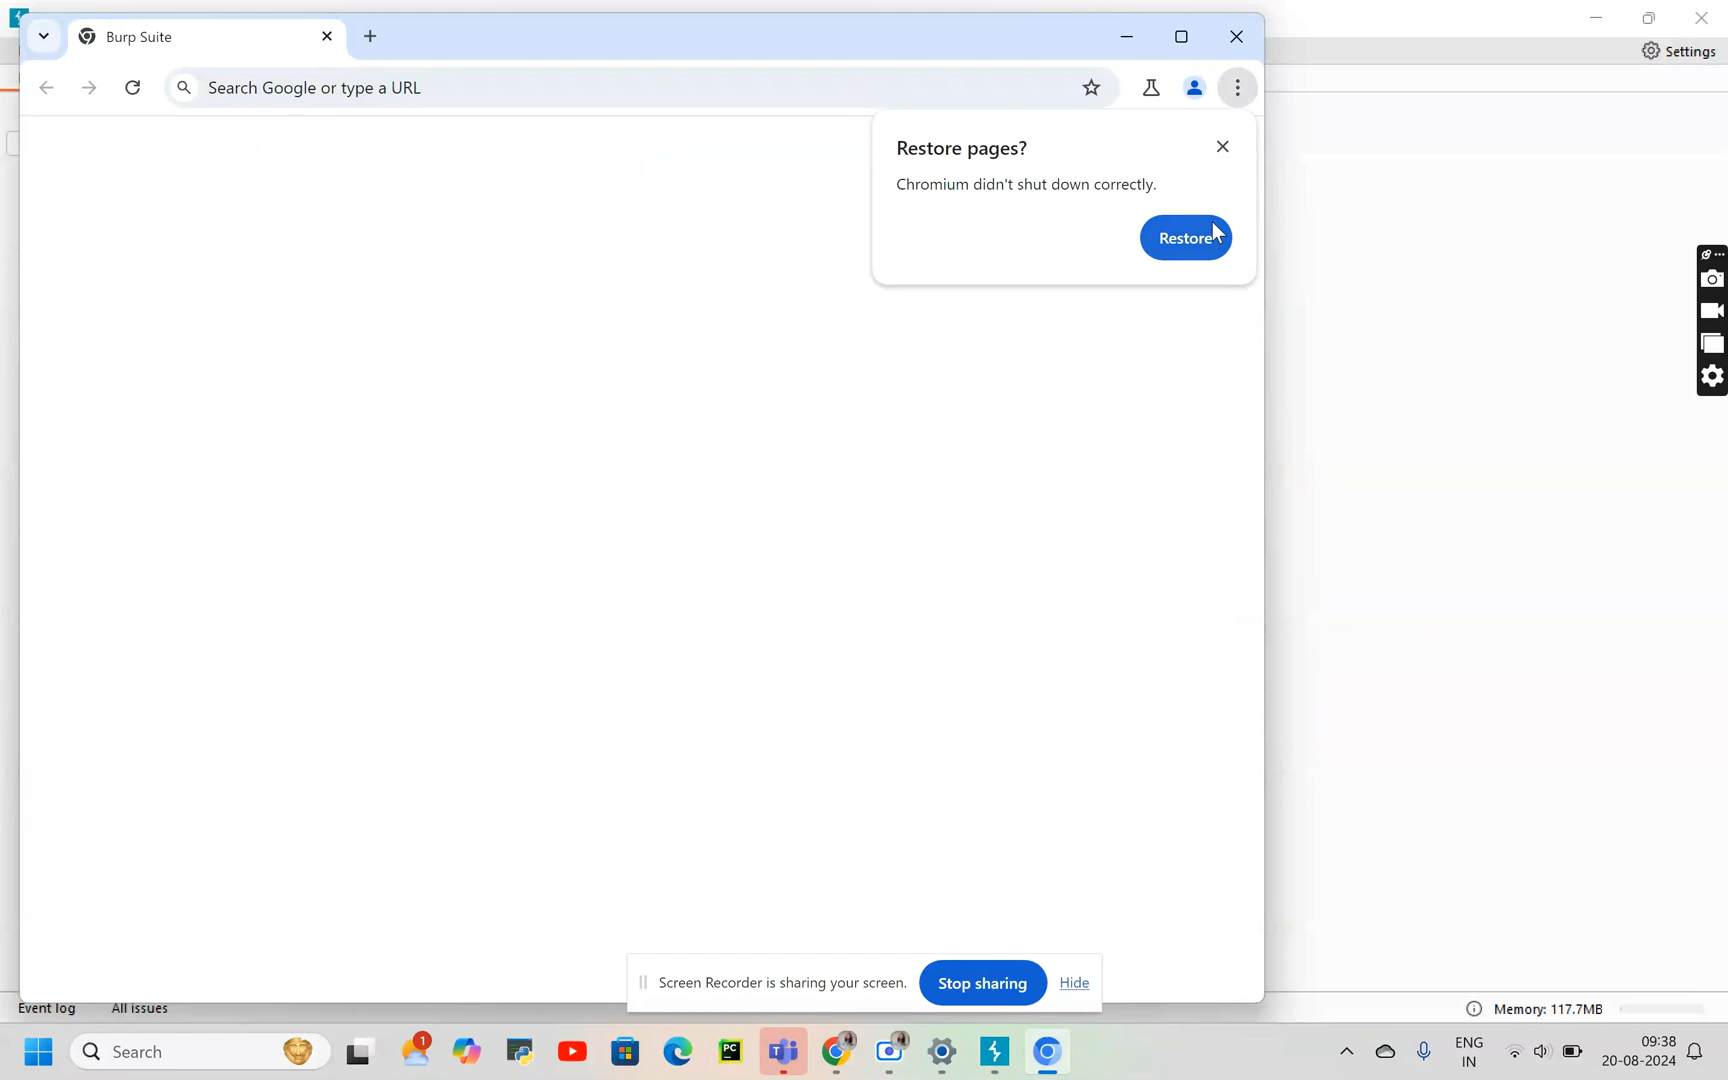 Burp Suite
Settings
Search Google or type a URL
Restore pages?
Chromium didn't shut down correctly.
Restore
Screen Recorder is sharing your screen.
Stop sharing
Hide
Event log
All issues
Memory: 117.7MB
Search
1
PC
T
ENG
IN
09:38
20-08-2024